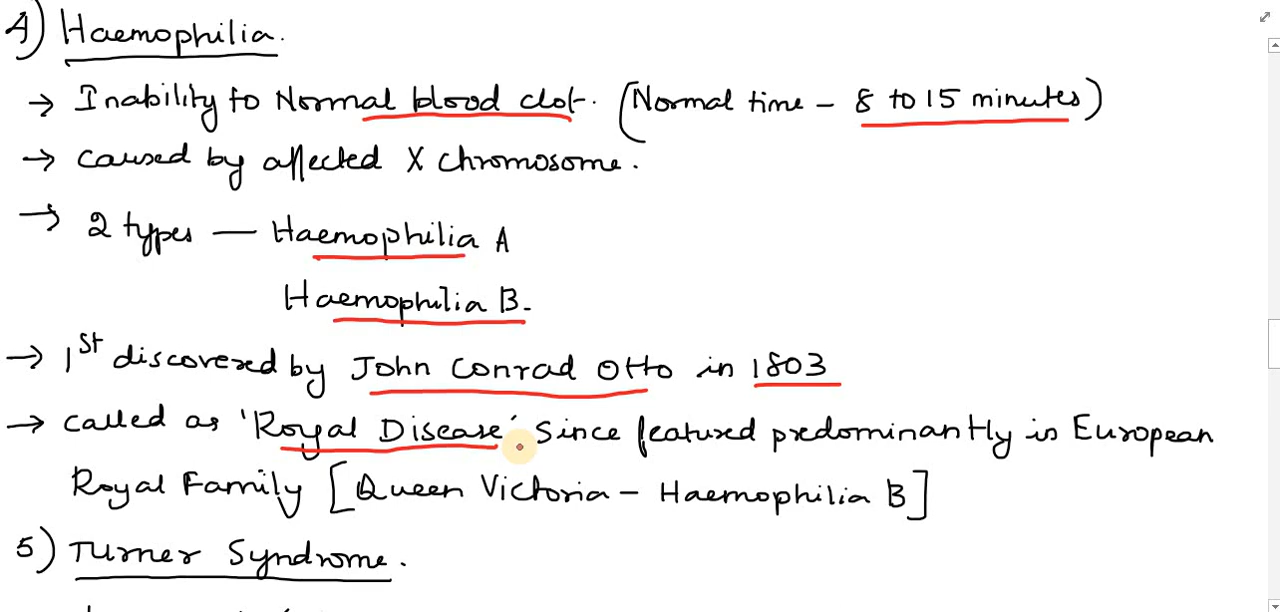 4) Haemophilia.
→ Inability to Normal blood clot. (Normal time - 8 to 15 minutes)
→ caused by affected X chromosome.
→ 2 types — Haemophilia A
Haemophilia B.
→ 1st discovered by John Conrad Otto in 1803
→ called as 'Royal Disease' since featured predominantly in European
Royal Family [Queen Victoria - Haemophilia B]
5) Turner Syndrome.